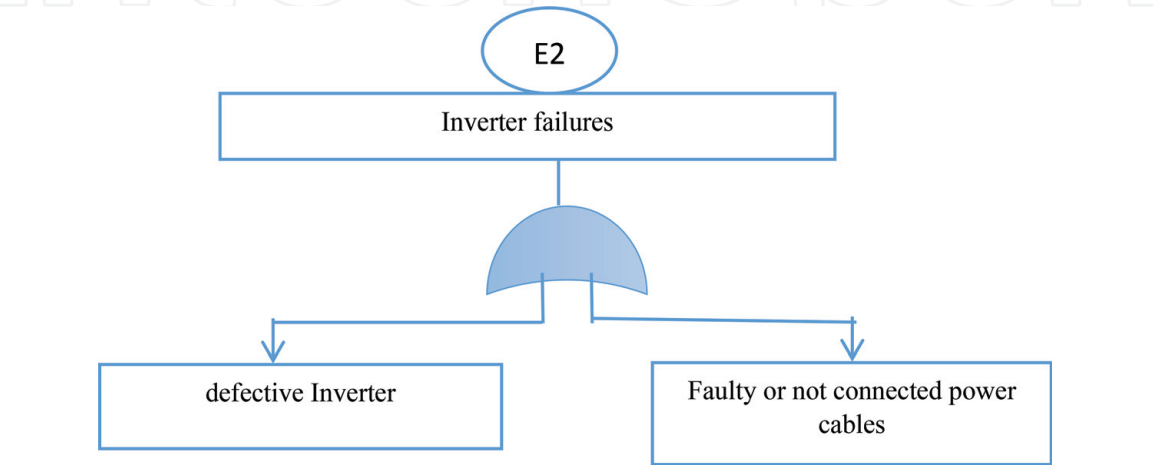 E2
Inverter failures
defective Inverter
Faulty or not connected power
cables